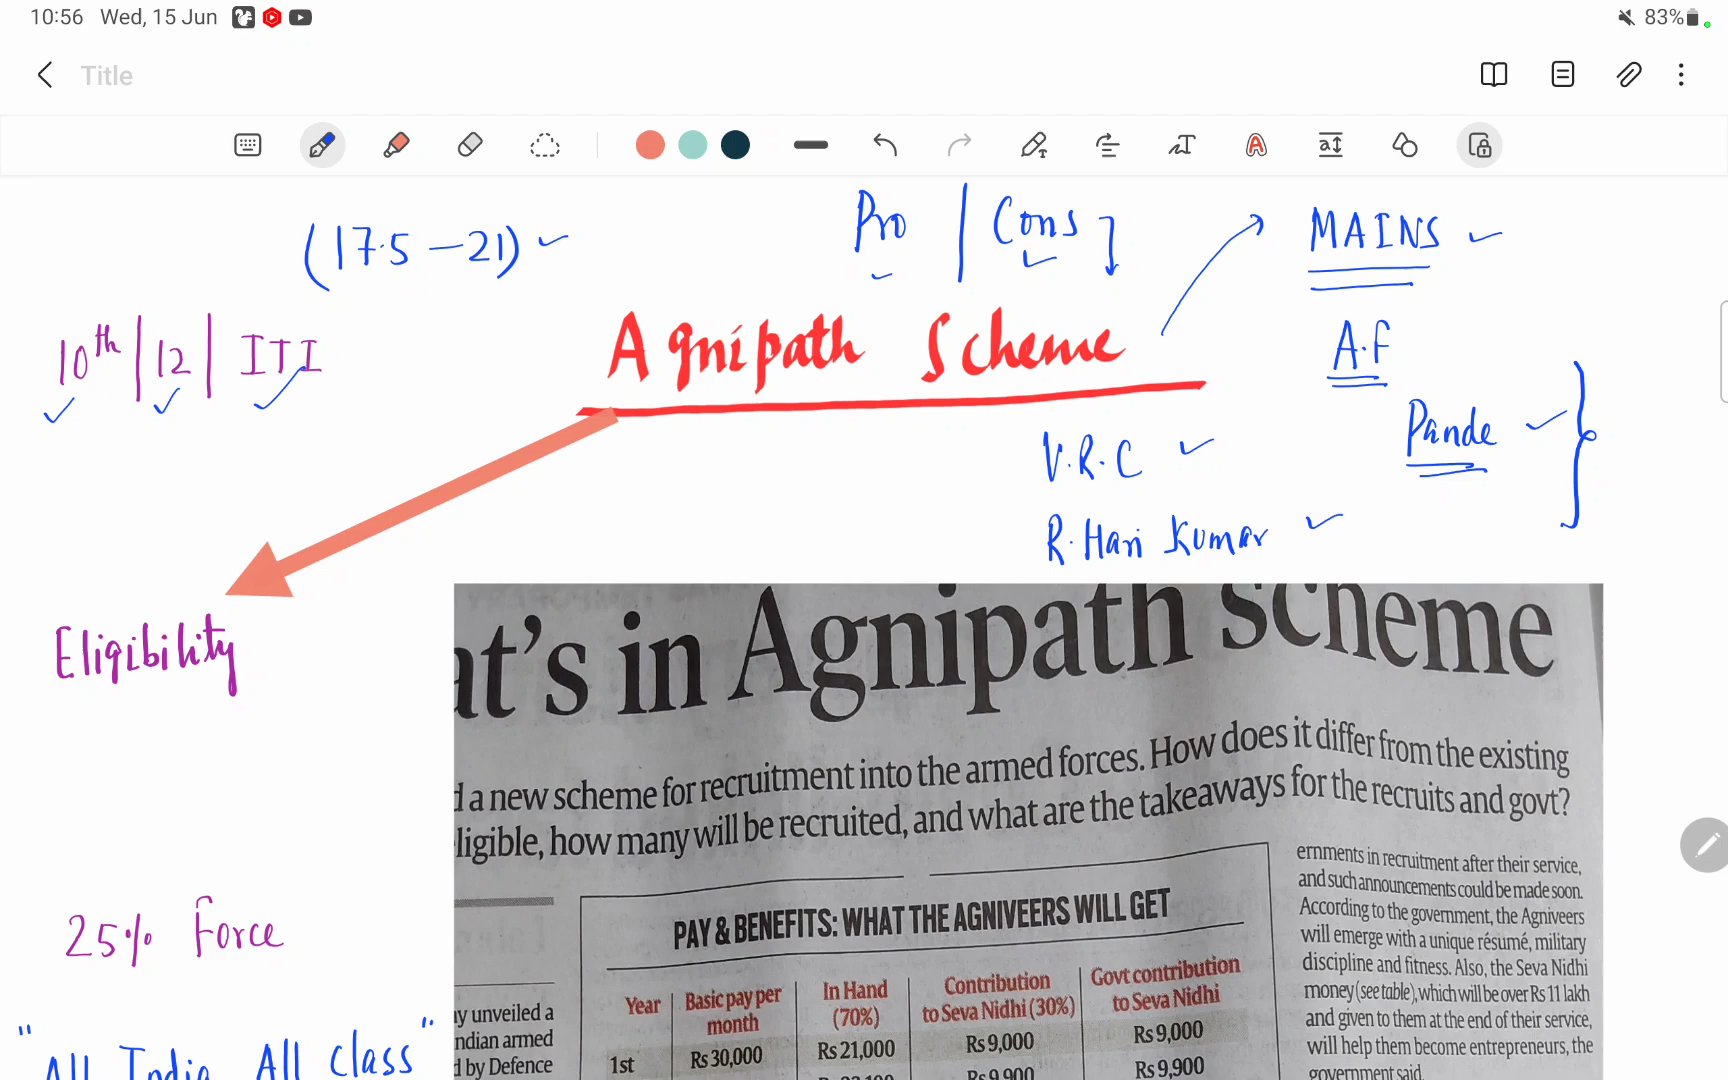 10:56 Wed, 15 Jun
83%
Title
Pro | Cons
MAINS
(17.5 - 21)
10th | 12 | ITI
Agnipath Scheme
A.F
Pande
V.R.C
R. Hari Kumar
Eligibility
25% Force
"All India All Class"
at's in Agnipath scheme
d a new scheme for recruitment into the armed forces. How does it differ from the existing
ligible, how many will be recruited, and what are the takeaways for the recruits and govt?
PAY & BENEFITS: WHAT THE AGNIVEERS WILL GET
Year Basic pay per month In Hand (70%) Contribution to Seva Nidhi (30%) Govt contribution to Seva Nidhi
1st Rs 30,000 Rs 21,000 Rs 9,000 Rs 9,000
Rs 9,900 Rs 9,900
y unveiled a
ndian armed
d by Defence
ernments in recruitment after their service,
and such announcements could be made soon.
According to the government, the Agniveers
will emerge with a unique résumé, military
discipline and fitness. Also, the Seva Nidhi
money (see table), which will be over Rs 11 lakh
and given to them at the end of their service,
will help them become entrepreneurs, the
government said.